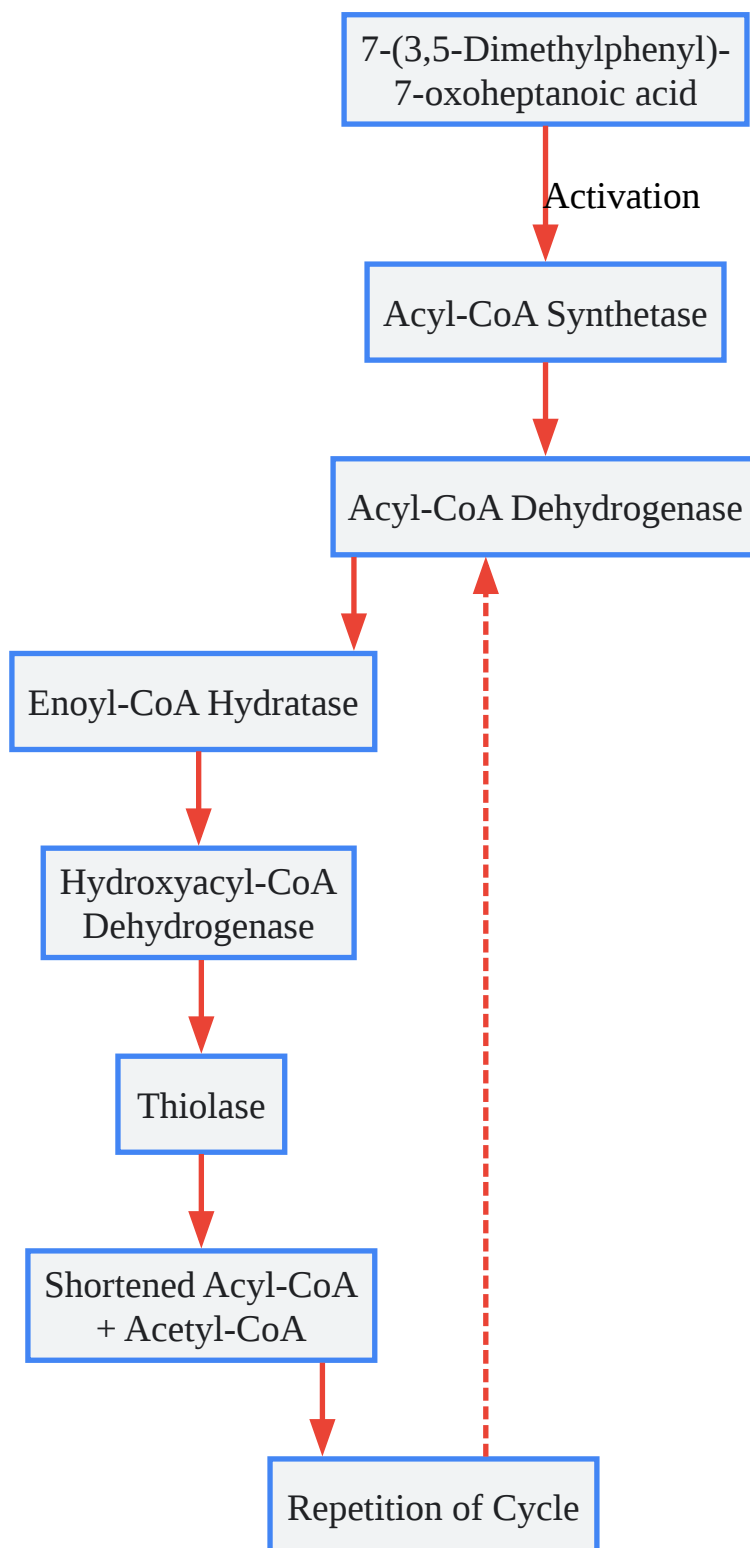 7-(3,5-Dimethylphenyl)-
7-oxoheptanoic acid
Activation
Acyl-CoA Synthetase
Acyl-CoA Dehydrogenase
Enoyl-CoA Hydratase
Hydroxyacyl-CoA
Dehydrogenase
Thiolase
Shortened Acyl-CoA
+ Acetyl-CoA
Repetition of Cycle